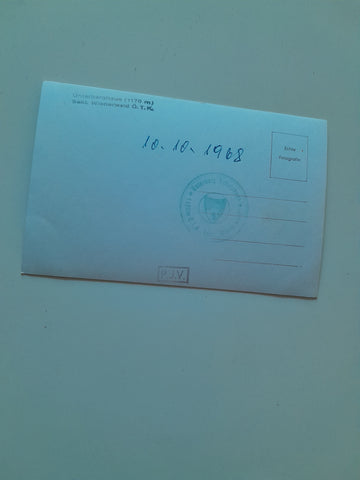 Unterberghaus (1170 m)
Sekt. Wienerwald Ö. T. K.
10.10.1968
Echte
Fotografie
P.J.V.